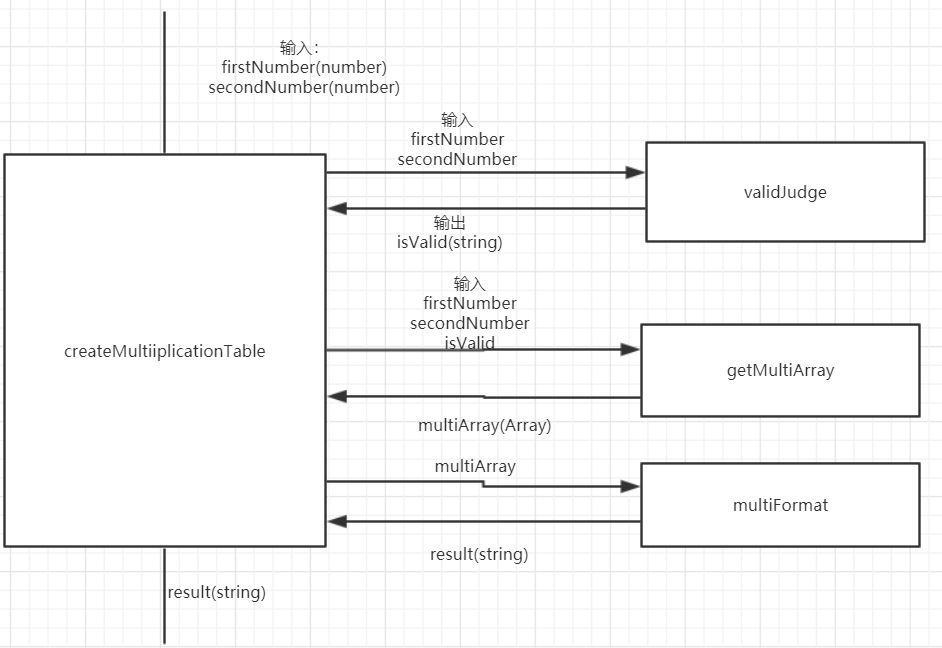 输入：
firstNumber(number)
secondNumber(number)
输入
firstNumber
secondNumber
validJudge
输出
isValid(string)
输入
firstNumber
secondNumber
isValid
createMultiiplicationTable
getMultiArray
multiArray(Array)
multiArray
multiFormat
result(string)
result(string)